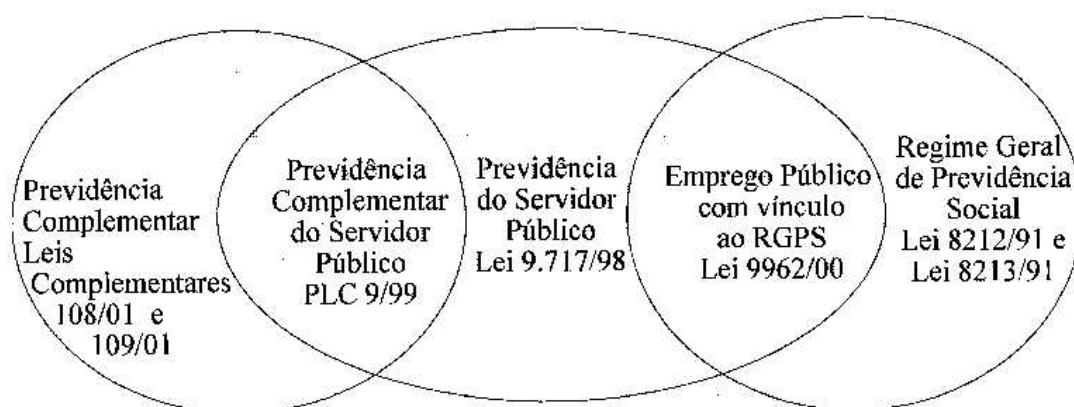 Previdência
Complementar
Leis
Complementares
108/01 e
109/01
Previdência
Complementar
do Servidor
Público
PLC 9/99
Previdência
do Servidor
Público
Lei 9.717/98
Emprego Público
com vínculo
ao RGPS
Lei 9962/00
Regime Geral
de Previdência
Social
Lei 8212/91 e
Lei 8213/91